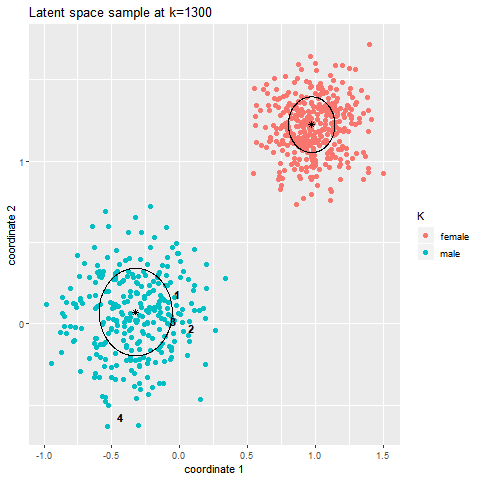 Latent space sample at k=1300
coordinate 2
1
0
1
3
2
4
-1.0 -0.5 0.0 0.5 1.0 1.5
coordinate 1
K
female
male